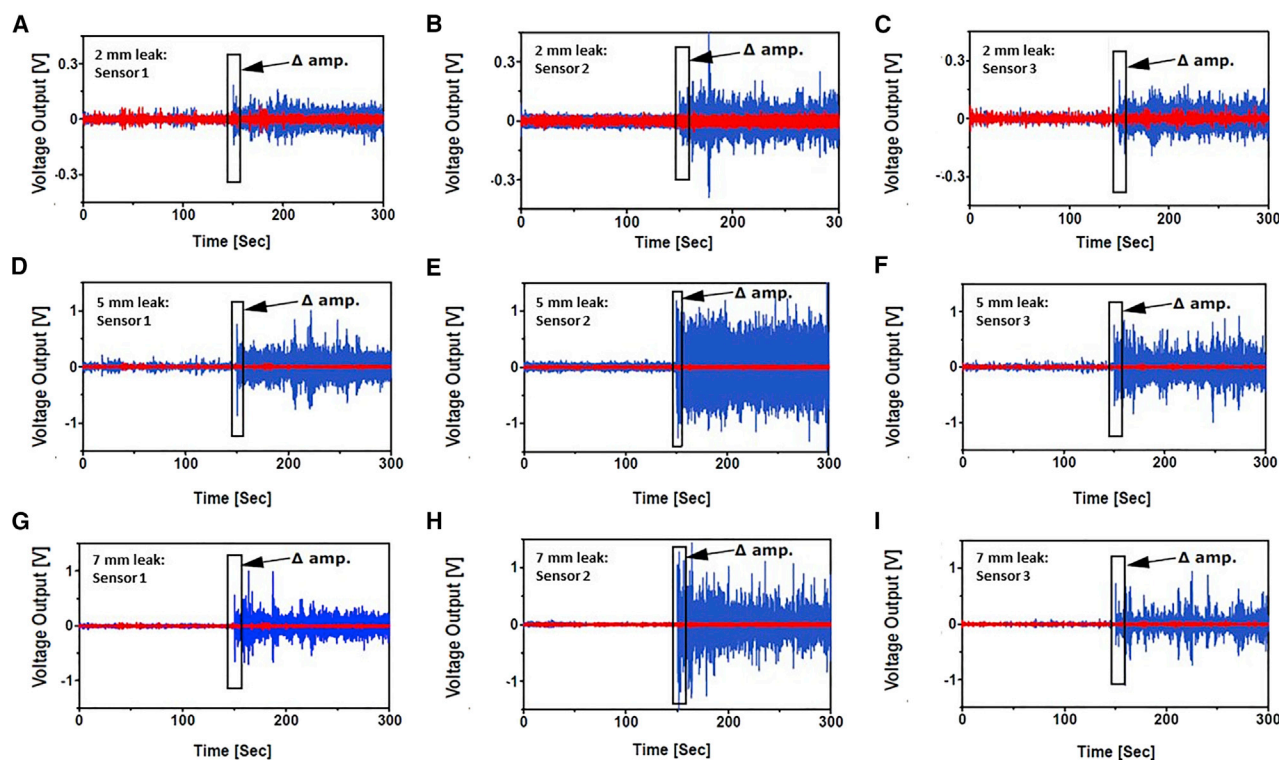 A
2 mm leak:
Sensor 1
Δ amp.
0.3
0
-0.3
Voltage Output [V]
0 100 200 300
Time [Sec]
B
2 mm leak:
Sensor 2
Δ amp.
0.3
0
-0.3
Voltage Output [V]
0 100 200 300
Time [Sec]
C
2 mm leak:
Sensor 3
Δ amp.
0.3
0
-0.3
Voltage Output [V]
0 100 200 300
Time [Sec]
D
5 mm leak:
Sensor 1
Δ amp.
1
0
-1
Voltage Output [V]
0 100 200 300
Time [Sec]
E
5 mm leak:
Sensor 2
Δ amp.
1
0
-1
Voltage Output [V]
0 100 200 300
Time [Sec]
F
5 mm leak:
Sensor 3
Δ amp.
1
0
-1
Voltage Output [V]
0 100 200 300
Time [Sec]
G
7 mm leak:
Sensor 1
Δ amp.
1
0
-1
Voltage Output [V]
0 100 200 300
Time [Sec]
H
7 mm leak:
Sensor 2
Δ amp.
1
0
-1
Voltage Output [V]
0 100 200 300
Time [Sec]
I
7 mm leak:
Sensor 3
Δ amp.
1
0
-1
Voltage Output [V]
0 100 200 300
Time [Sec]